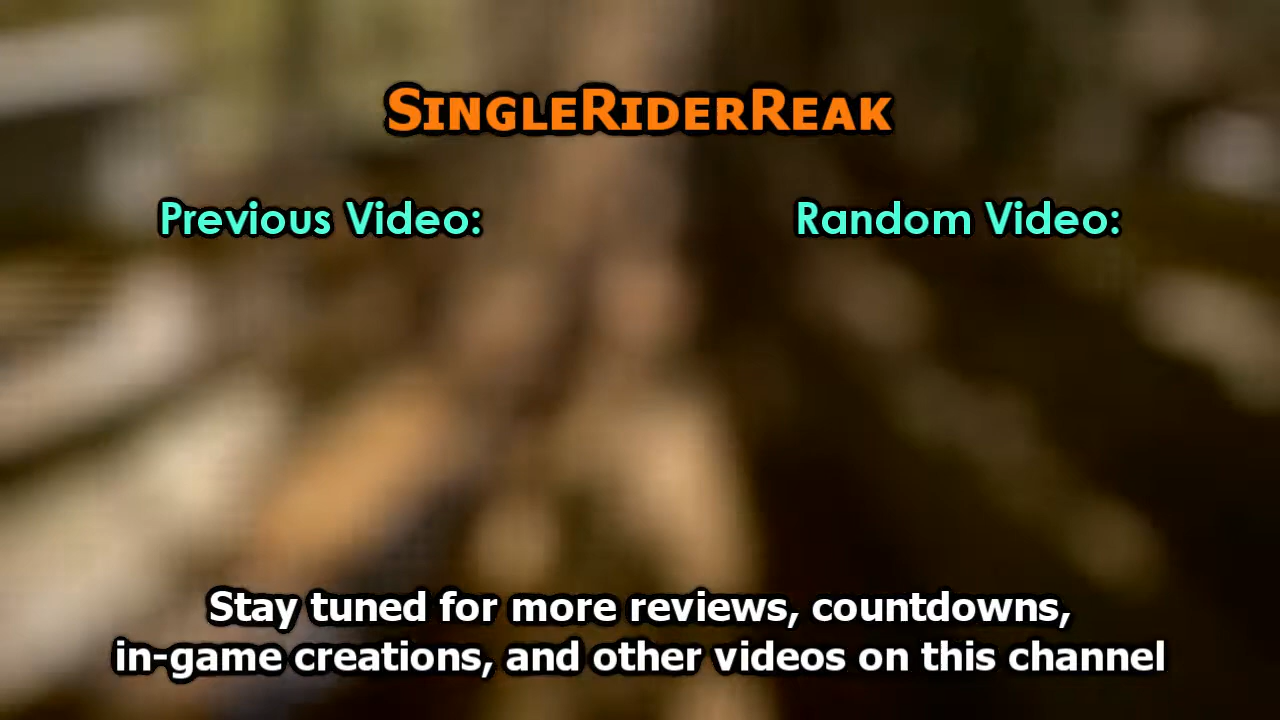 SingleRiderReak
Previous Video:
Random Video:
Stay tuned for more reviews, countdowns,
in-game creations, and other videos on this channel